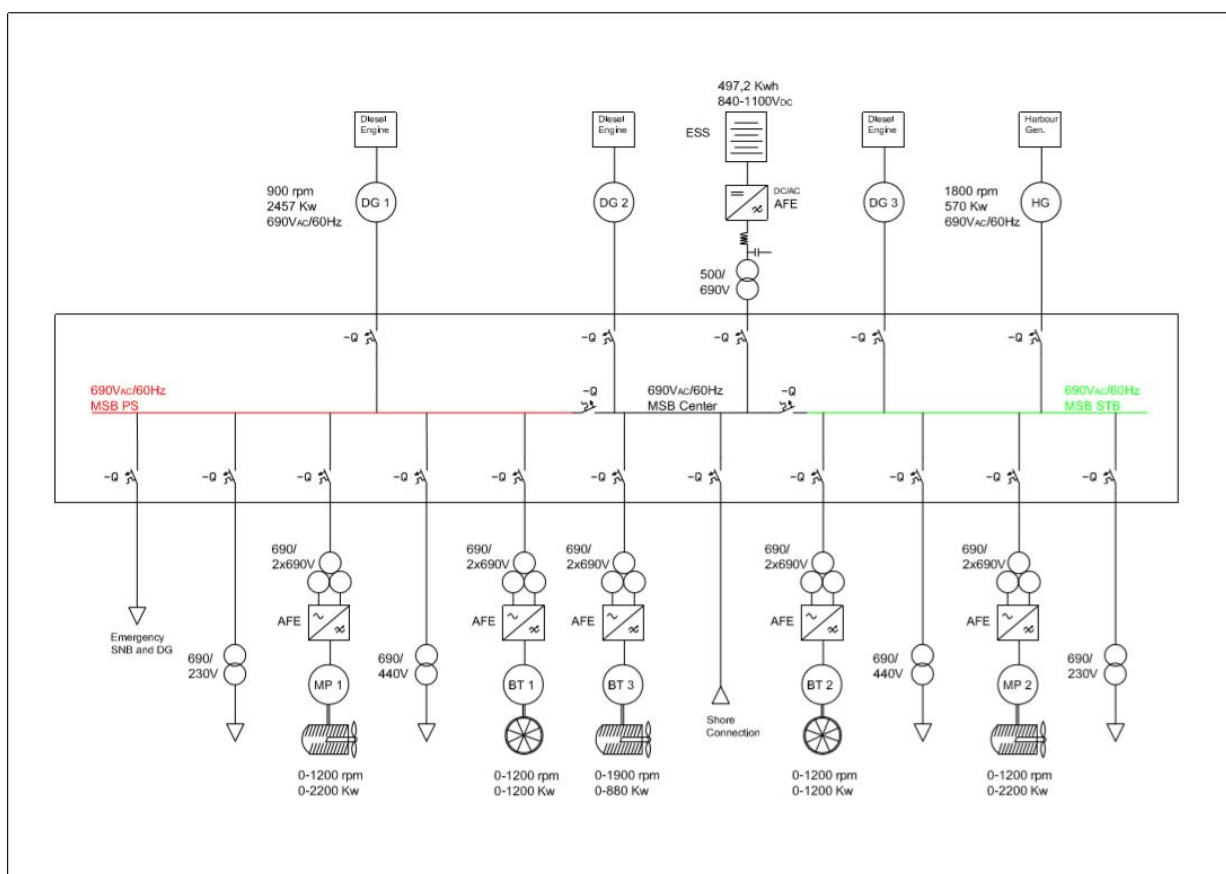 497,2 Kwh
840-1100VDC
Diesel
Engine
Diesel
Engine
ESS
Diesel
Engine
Harbour
Gen.
900 rpm
2457 Kw
690VAC/60Hz
DG 1
DG 2
DC/AC
AFE
DG 3
1800 rpm
570 Kw
690VAC/60Hz
HG
500/
690V
-Q
-Q
-Q
-Q
-Q
690VAC/60Hz
MSB PS
-Q
690VAC/60Hz
MSB Center
-Q
690VAC/60Hz
MSB STB
-Q
-Q
-Q
-Q
-Q
-Q
-Q
-Q
-Q
-Q
-Q
690/
2x690V
690/
2x690V
690/
2x690V
690/
2x690V
690/
2x690V
AFE
AFE
AFE
AFE
AFE
Emergency
SNB and DG
690/
230V
MP 1
690/
440V
BT 1
BT 3
Shore
Connection
BT 2
690/
440V
MP 2
690/
230V
0-1200 rpm
0-2200 Kw
0-1200 rpm
0-1200 Kw
0-1900 rpm
0-880 Kw
0-1200 rpm
0-1200 Kw
0-1200 rpm
0-2200 Kw